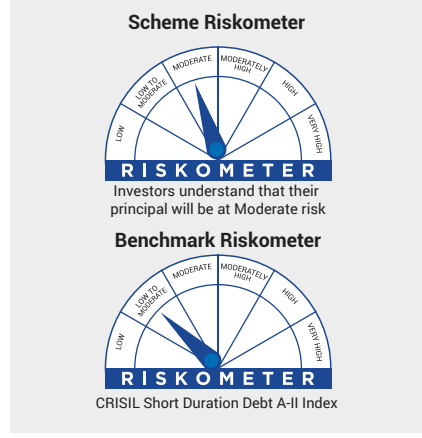 Scheme Riskometer
LOW
LOW TO
MODERATE
MODERATE
MODERATELY
HIGH
HIGH
VERY HIGH
RISKOMETER
Investors understand that their
principal will be at Moderate risk
Benchmark Riskometer
LOW
LOW TO
MODERATE
MODERATE
MODERATELY
HIGH
HIGH
VERY HIGH
RISKOMETER
CRISIL Short Duration Debt A-II Index